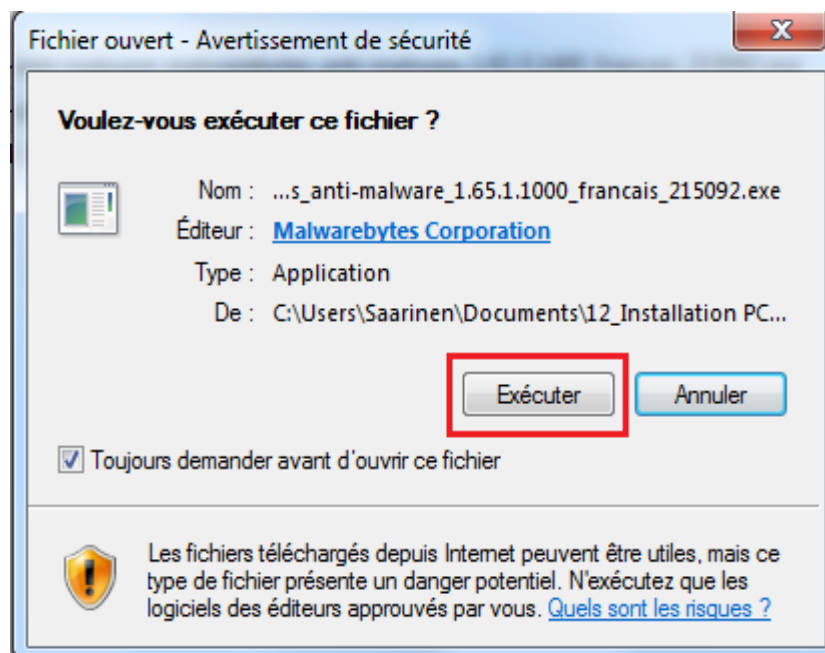 Fichier ouvert - Avertissement de sécurité
Voulez-vous exécuter ce fichier ?
Nom : ...s_anti-malware_1.65.1.1000_francais_215092.exe
Éditeur : Malwarebytes Corporation
Type : Application
De : C:\Users\Saarinen\Documents\12_Installation PC...
Exécuter Annuler
Toujours demander avant d'ouvrir ce fichier
Les fichiers téléchargés depuis Internet peuvent être utiles, mais ce
type de fichier présente un danger potentiel. N'exécutez que les
logiciels des éditeurs approuvés par vous. Quels sont les risques ?